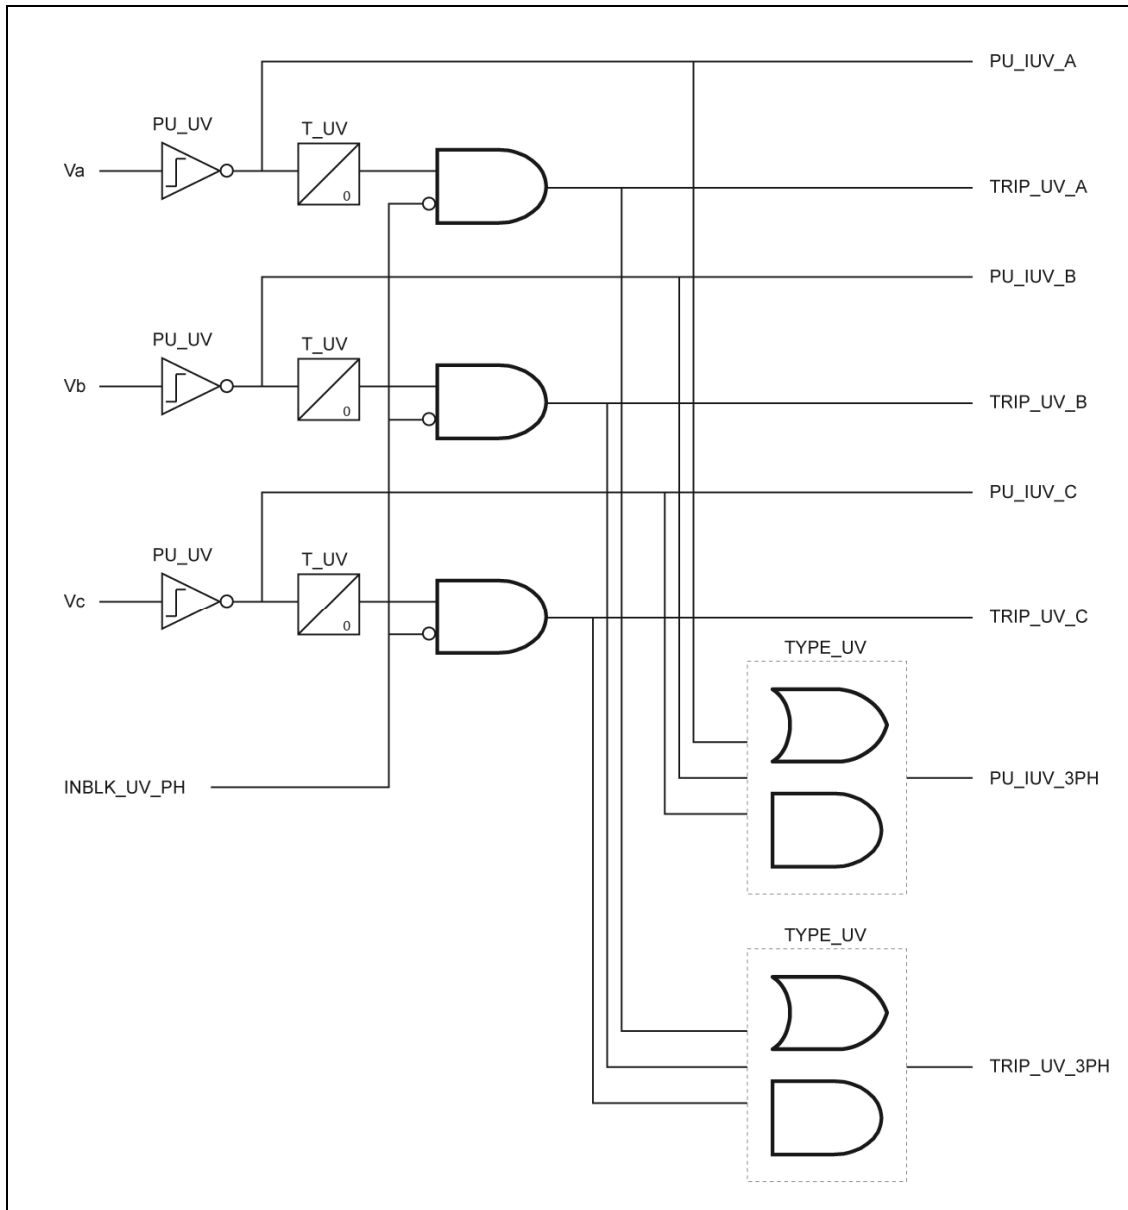 PU_IUV_A
PU_UV
T_UV
Va
0
TRIP_UV_A
PU_IUV_B
PU_UV
T_UV
Vb
0
TRIP_UV_B
PU_IUV_C
PU_UV
T_UV
Vc
0
TRIP_UV_C
TYPE_UV
INBLK_UV_PH
PU_IUV_3PH
TYPE_UV
TRIP_UV_3PH